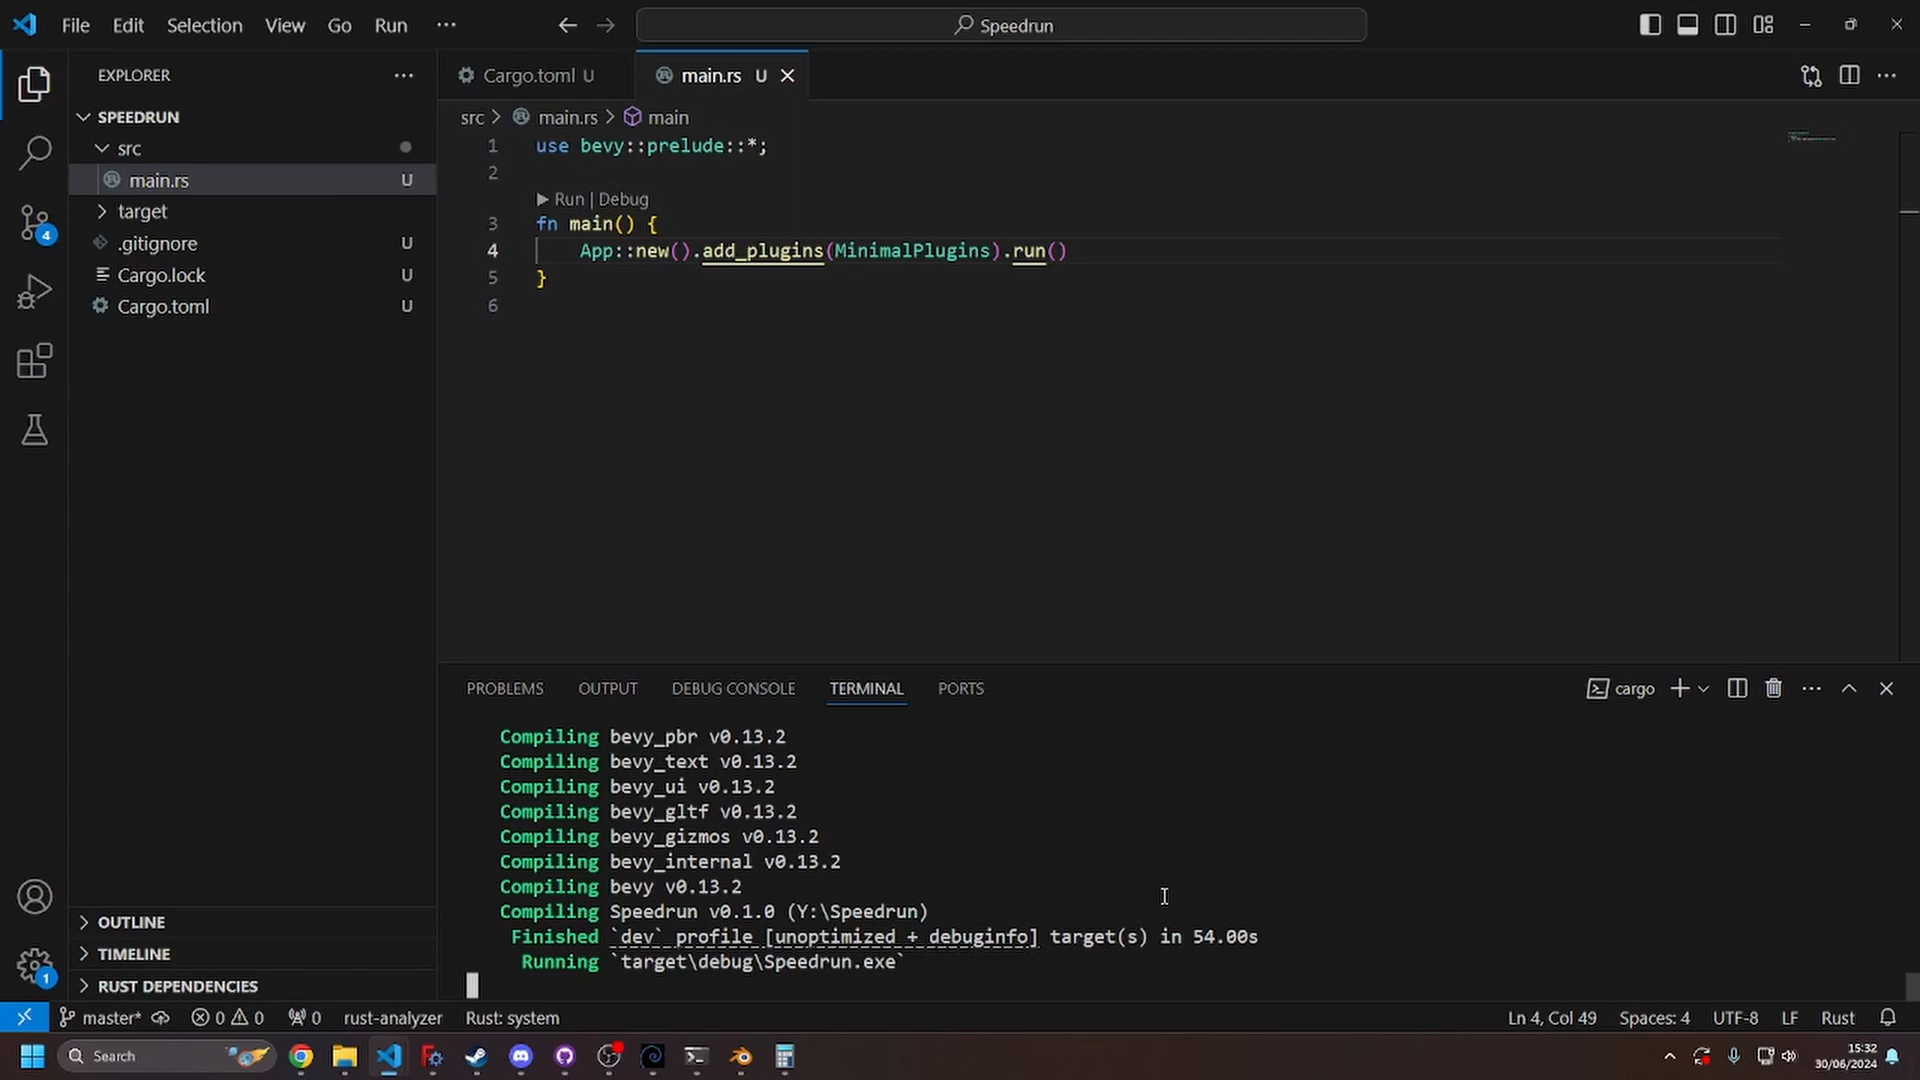 File Edit Selection View Go Run ··· Speedrun
EXPLORER ···
Cargo.toml U main.rs U
SPEEDRUN
src
main.rs U
target
.gitignore U
Cargo.lock U
Cargo.toml U
src > main.rs > main
1 use bevy::prelude::*;
2
Run | Debug
3 fn main() {
4 App::new().add_plugins(MinimalPlugins).run()
5 }
6
PROBLEMS OUTPUT DEBUG CONSOLE TERMINAL PORTS cargo
Compiling bevy_pbr v0.13.2
Compiling bevy_text v0.13.2
Compiling bevy_ui v0.13.2
Compiling bevy_gltf v0.13.2
Compiling bevy_gizmos v0.13.2
Compiling bevy_internal v0.13.2
Compiling bevy v0.13.2
Compiling Speedrun v0.1.0 (Y:\Speedrun)
Finished `dev` profile [unoptimized + debuginfo] target(s) in 54.00s
Running `target\debug\Speedrun.exe`
4
1
OUTLINE
TIMELINE
RUST DEPENDENCIES
master* 0 0 0 rust-analyzer Rust: system Ln 4, Col 49 Spaces: 4 UTF-8 LF Rust
Search
15:32
30/06/2024